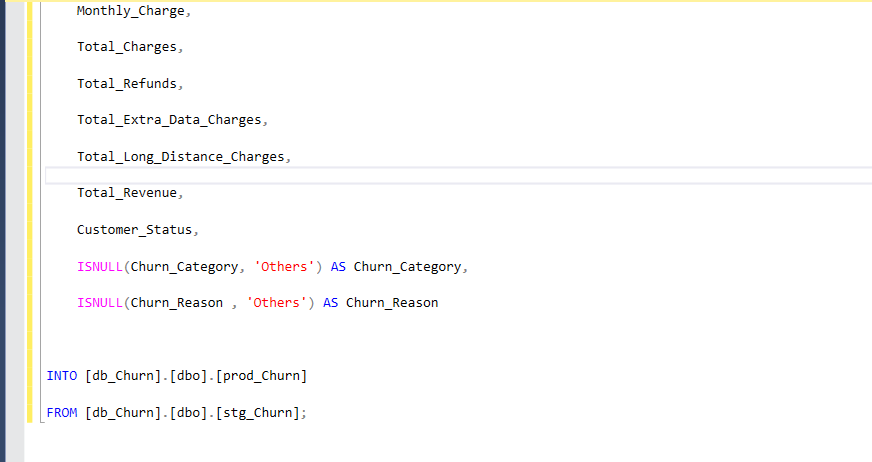 Monthly_Charge,
Total_Charges,
Total_Refunds,
Total_Extra_Data_Charges,
Total_Long_Distance_Charges,
Total_Revenue,
Customer_Status,
ISNULL(Churn_Category, 'Others') AS Churn_Category,
ISNULL(Churn_Reason , 'Others') AS Churn_Reason
INTO [db_Churn].[dbo].[prod_Churn]
FROM [db_Churn].[dbo].[stg_Churn];